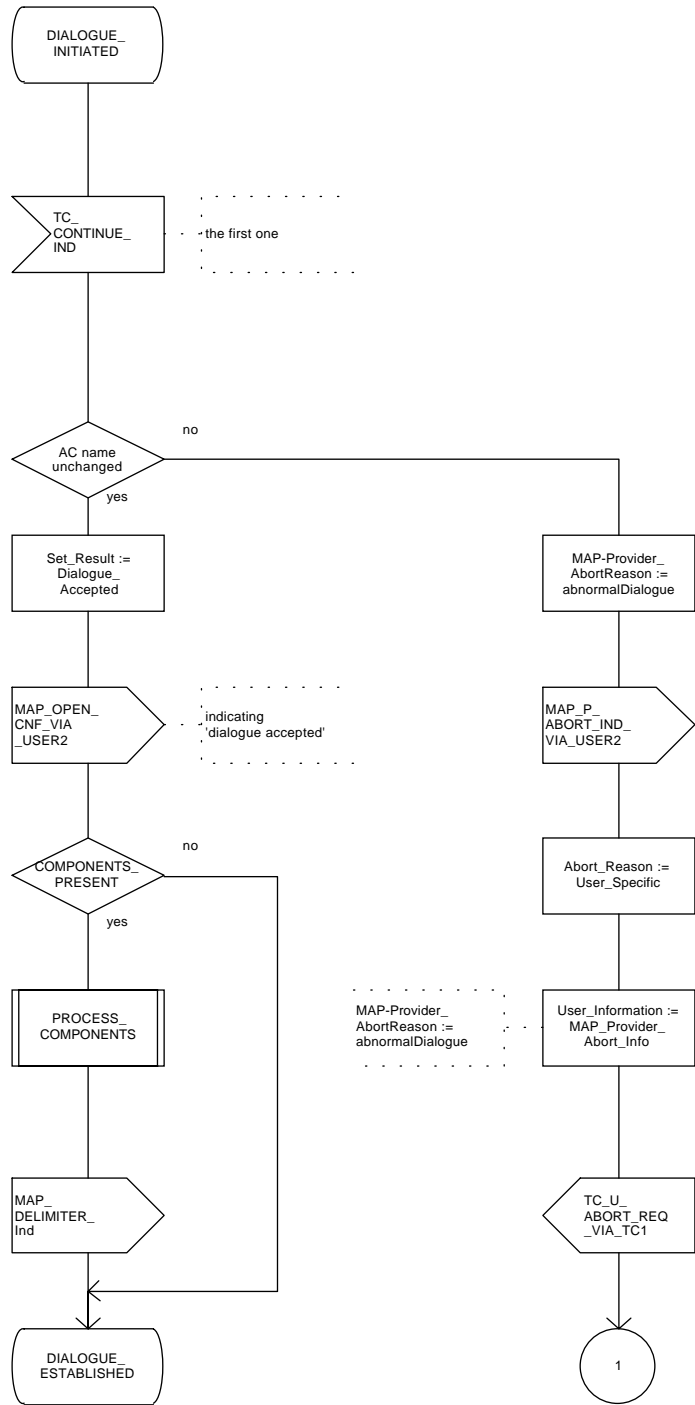 DIALOGUE_
INITIATED
TC_
CONTINUE_
IND
the first one
AC name
unchanged
no
yes
Set_Result :=
Dialogue_
Accepted
MAP-Provider_
AbortReason :=
abnormalDialogue
MAP_OPEN_
CNF_VIA
_USER2
indicating
'dialogue accepted'
MAP_P_
ABORT_IND_
VIA_USER2
COMPONENTS_
PRESENT
no
yes
Abort_Reason :=
User_Specific
PROCESS_
COMPONENTS
MAP-Provider_
AbortReason :=
abnormalDialogue
User_Information :=
MAP_Provider_
Abort_Info
MAP_
DELIMITER_
Ind
TC_U_
ABORT_REQ
_VIA_TC1
DIALOGUE_
ESTABLISHED
1